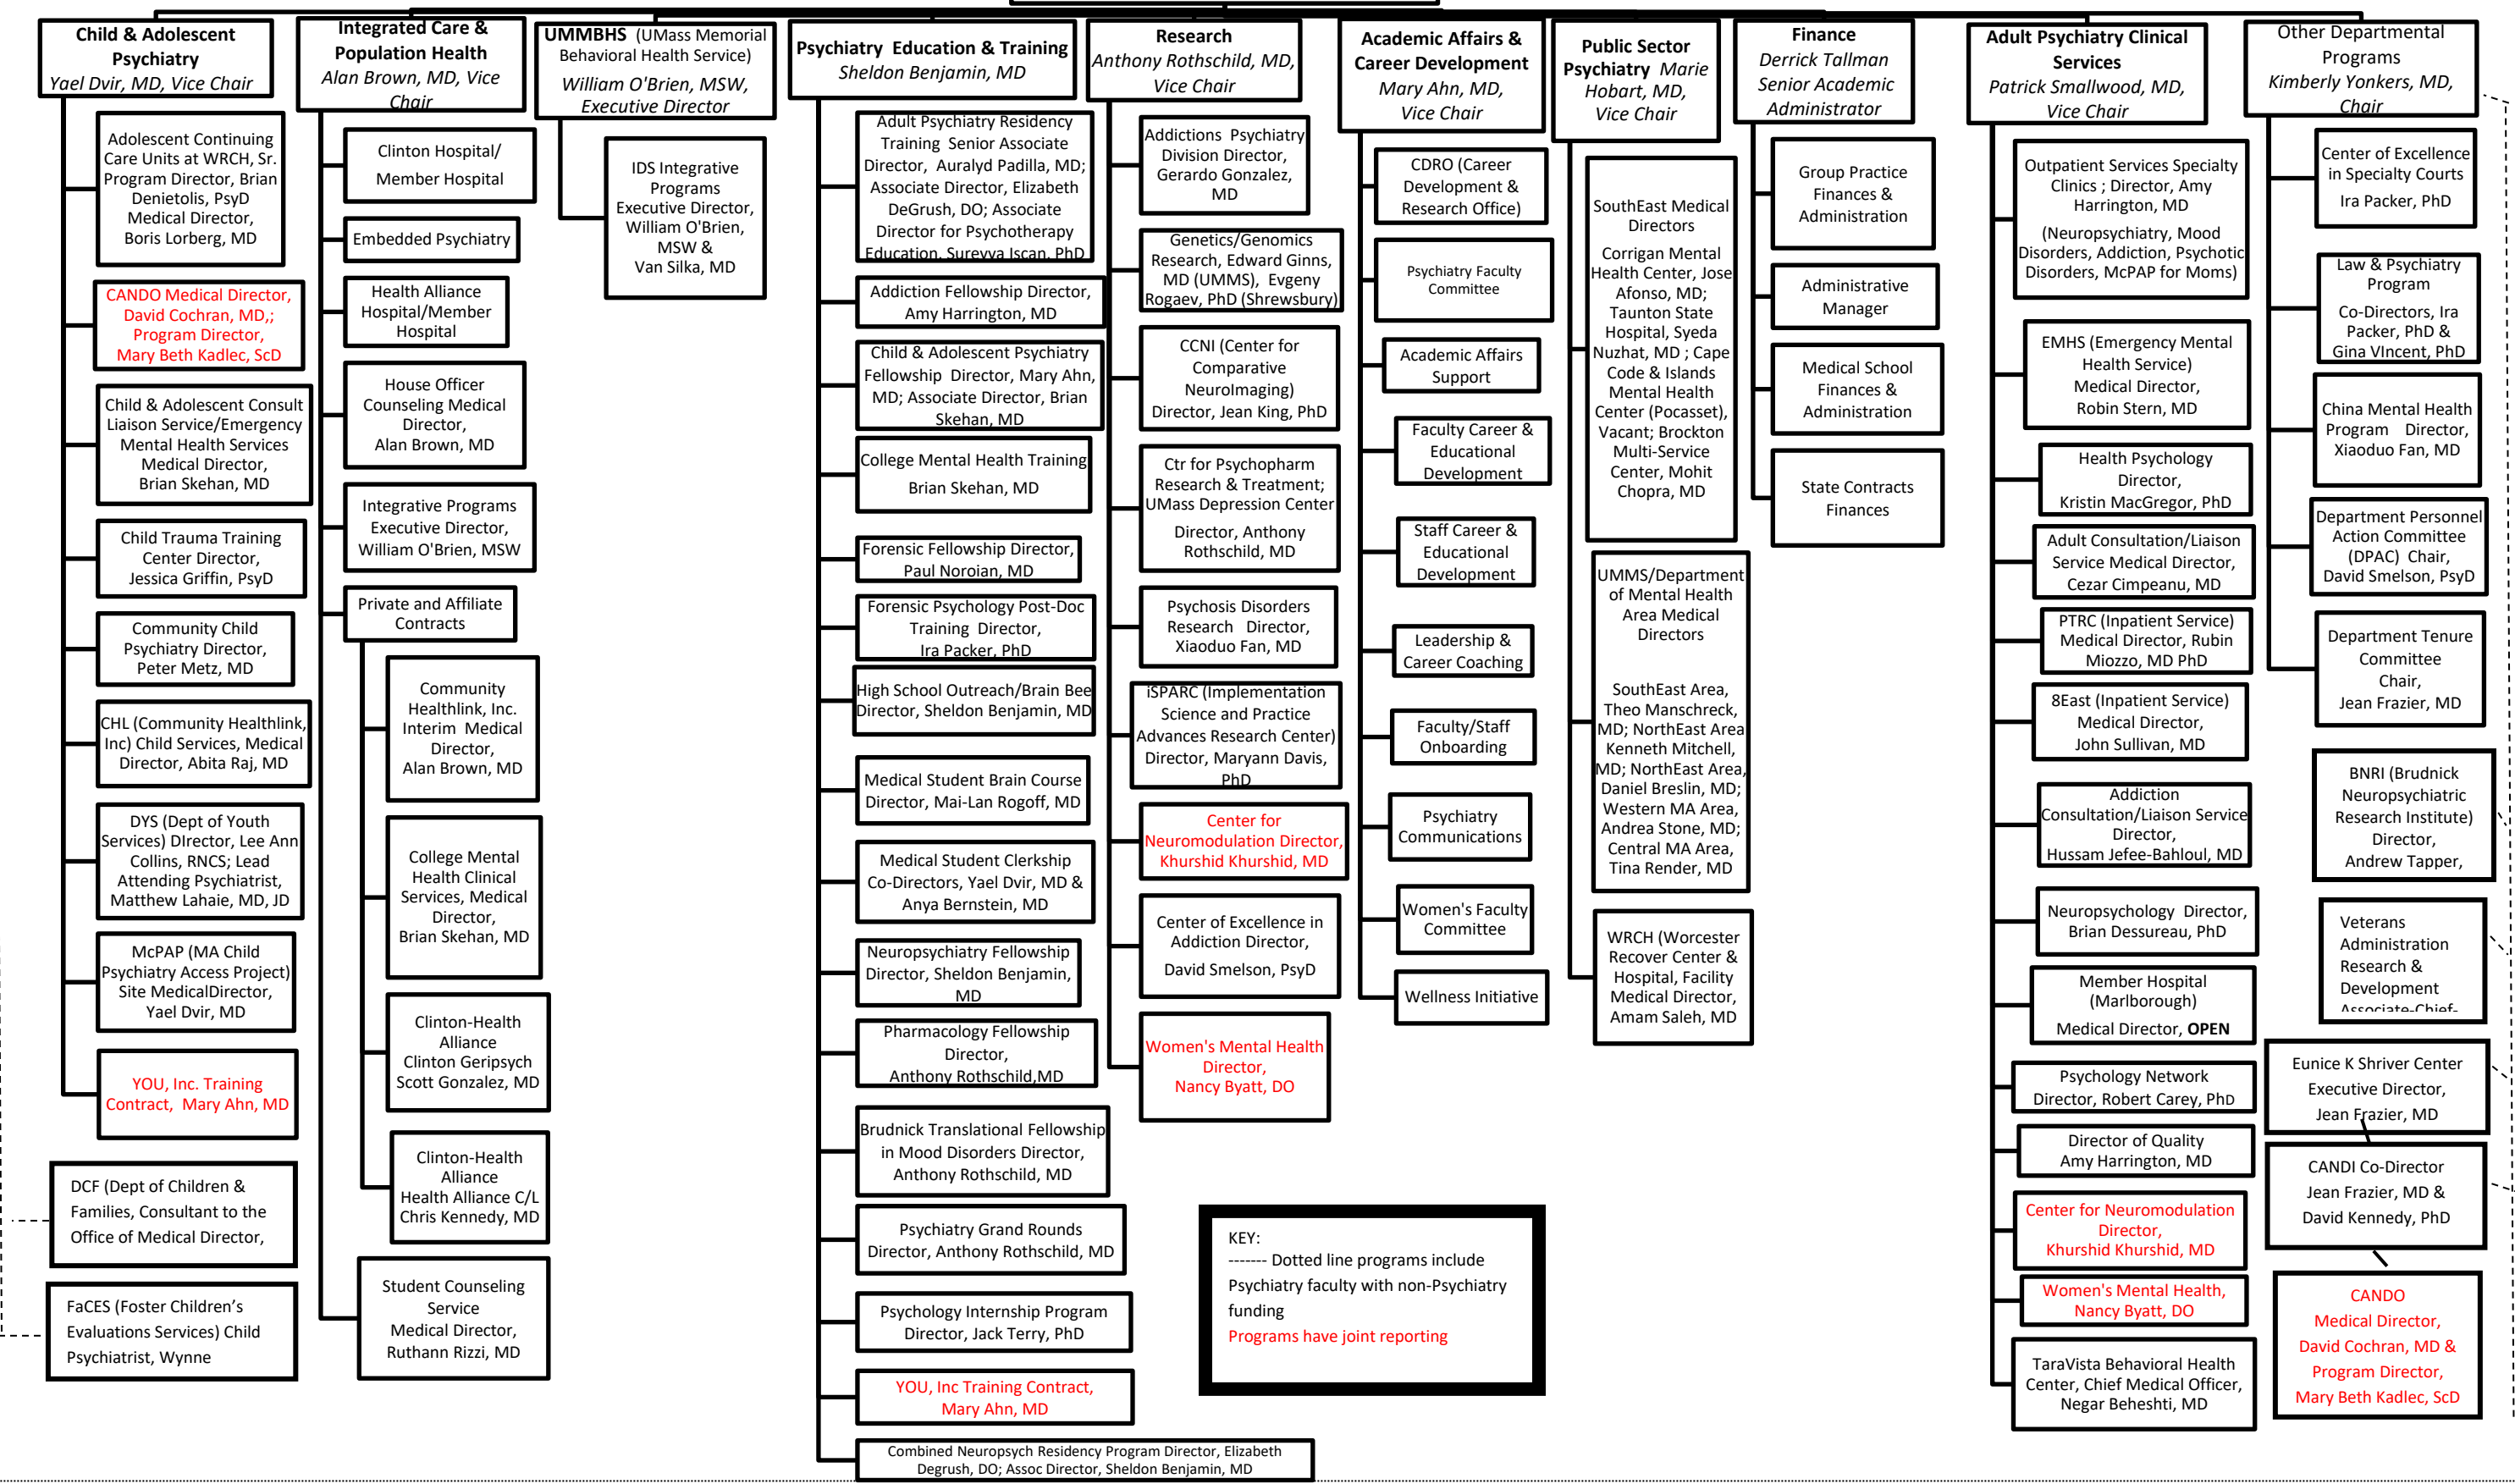 Child & Adolescent
Psychiatry
Yael Dvir, MD, Vice Chair
Adolescent Continuing
Care Units at WRCH, Sr.
Program Director, Brian
Denietolis, PsyD
Medical Director,
Boris Lorberg, MD
CANDO Medical Director,
David Cochran, MD,;
Program Director,
Mary Beth Kadlec, ScD
Child & Adolescent Consult
Liaison Service/Emergency
Mental Health Services
Medical Director,
Brian Skehan, MD
Child Trauma Training
Center Director,
Jessica Griffin, PsyD
Community Child
Psychiatry Director,
Peter Metz, MD
CHL (Community Healthlink,
Inc) Child Services, Medical
Director, Abita Raj, MD
DYS (Dept of Youth
Services) DIrector, Lee Ann
Collins, RNCS; Lead
Attending Psychiatrist,
Matthew Lahaie, MD, JD
McPAP (MA Child
Psychiatry Access Project)
Site MedicalDirector,
Yael Dvir, MD
YOU, Inc. Training
Contract, Mary Ahn, MD
DCF (Dept of Children &
Families, Consultant to the
Office of Medical Director,
FaCES (Foster Children’s
Evaluations Services) Child
Psychiatrist, Wynne
Integrated Care &
Population Health
Alan Brown, MD, Vice
Chair
Clinton Hospital/
Member Hospital
Embedded Psychiatry
Health Alliance
Hospital/Member
Hospital
House Officer
Counseling Medical
Director,
Alan Brown, MD
Integrative Programs
Executive Director,
William O'Brien, MSW
Private and Affiliate
Contracts
Community
Healthlink, Inc.
Interim Medical
Director,
Alan Brown, MD
College Mental
Health Clinical
Services, Medical
Director,
Brian Skehan, MD
Clinton-Health
Alliance
Clinton Geripsych
Scott Gonzalez, MD
Clinton-Health
Alliance
Health Alliance C/L
Chris Kennedy, MD
Student Counseling
Service
Medical Director,
Ruthann Rizzi, MD
UMMBHS (UMass Memorial
Behavioral Health Service)
William O'Brien, MSW,
Executive Director
IDS Integrative
Programs
Executive Director,
William O'Brien,
MSW &
Van Silka, MD
Psychiatry Education & Training
Sheldon Benjamin, MD
Adult Psychiatry Residency
Training Senior Associate
Director, Auralyd Padilla, MD;
Associate Director, Elizabeth
DeGrush, DO; Associate
Director for Psychotherapy
Education, Sureyya Iscan, PhD
Addiction Fellowship Director,
Amy Harrington, MD
Child & Adolescent Psychiatry
Fellowship Director, Mary Ahn,
MD; Associate Director, Brian
Skehan, MD
College Mental Health Training
Brian Skehan, MD
Forensic Fellowship Director,
Paul Noroian, MD
Forensic Psychology Post-Doc
Training Director,
Ira Packer, PhD
High School Outreach/Brain Bee
Director, Sheldon Benjamin, MD
Medical Student Brain Course
Director, Mai-Lan Rogoff, MD
Medical Student Clerkship
Co-Directors, Yael Dvir, MD &
Anya Bernstein, MD
Neuropsychiatry Fellowship
Director, Sheldon Benjamin,
MD
Pharmacology Fellowship
Director,
Anthony Rothschild,MD
Brudnick Translational Fellowship
in Mood Disorders Director,
Anthony Rothschild, MD
Psychiatry Grand Rounds
Director, Anthony Rothschild, MD
Psychology Internship Program
Director, Jack Terry, PhD
YOU, Inc Training Contract,
Mary Ahn, MD
Combined Neuropsych Residency Program Director, Elizabeth
Degrush, DO; Assoc Director, Sheldon Benjamin, MD
Research
Anthony Rothschild, MD,
Vice Chair
Addictions Psychiatry
Division Director,
Gerardo Gonzalez,
MD
Genetics/Genomics
Research, Edward Ginns,
MD (UMMS), Evgeny
Rogaev, PhD (Shrewsbury)
CCNI (Center for
Comparative
NeuroImaging)
Director, Jean King, PhD
Ctr for Psychopharm
Research & Treatment;
UMass Depression Center
Director, Anthony
Rothschild, MD
Psychosis Disorders
Research Director,
Xiaoduo Fan, MD
iSPARC (Implementation
Science and Practice
Advances Research Center)
Director, Maryann Davis,
PhD
Center for
Neuromodulation Director,
Khurshid Khurshid, MD
Center of Excellence in
Addiction Director,
David Smelson, PsyD
Women's Mental Health
Director,
Nancy Byatt, DO
Academic Affairs &
Career Development
Mary Ahn, MD,
Vice Chair
CDRO (Career
Development &
Research Office)
Psychiatry Faculty
Committee
Academic Affairs
Support
Faculty Career &
Educational
Development
Staff Career &
Educational
Development
Leadership &
Career Coaching
Faculty/Staff
Onboarding
Psychiatry
Communications
Women's Faculty
Committee
Wellness Initiative
KEY:
------- Dotted line programs include
Psychiatry faculty with non-Psychiatry
funding
Programs have joint reporting
Public Sector
Psychiatry Marie
Hobart, MD,
Vice Chair
SouthEast Medical
Directors
Corrigan Mental
Health Center, Jose
Afonso, MD;
Taunton State
Hospital, Syeda
Nuzhat, MD ; Cape
Code & Islands
Mental Health
Center (Pocasset),
Vacant; Brockton
Multi-Service
Center, Mohit
Chopra, MD
UMMS/Department
of Mental Health
Area Medical
Directors
SouthEast Area,
Theo Manschreck,
MD; NorthEast Area
Kenneth Mitchell,
MD; NorthEast Area,
Daniel Breslin, MD;
Western MA Area,
Andrea Stone, MD;
Central MA Area,
Tina Render, MD
WRCH (Worcester
Recover Center &
Hospital, Facility
Medical Director,
Amam Saleh, MD
Finance
Derrick Tallman
Senior Academic
Administrator
Group Practice
Finances &
Administration
Administrative
Manager
Medical School
Finances &
Administration
State Contracts
Finances
Adult Psychiatry Clinical
Services
Patrick Smallwood, MD,
Vice Chair
Outpatient Services Specialty
Clinics ; Director, Amy
Harrington, MD
(Neuropsychiatry, Mood
Disorders, Addiction, Psychotic
Disorders, McPAP for Moms)
EMHS (Emergency Mental
Health Service)
Medical Director,
Robin Stern, MD
Health Psychology
Director,
Kristin MacGregor, PhD
Adult Consultation/Liaison
Service Medical Director,
Cezar Cimpeanu, MD
PTRC (Inpatient Service)
Medical Director, Rubin
Miozzo, MD PhD
8East (Inpatient Service)
Medical Director,
John Sullivan, MD
Addiction
Consultation/Liaison Service
Director,
Hussam Jefee-Bahloul, MD
Neuropsychology Director,
Brian Dessureau, PhD
Member Hospital
(Marlborough)
Medical Director, OPEN
Psychology Network
Director, Robert Carey, PhD
Director of Quality
Amy Harrington, MD
Center for Neuromodulation
Director,
Khurshid Khurshid, MD
Women's Mental Health,
Nancy Byatt, DO
TaraVista Behavioral Health
Center, Chief Medical Officer,
Negar Beheshti, MD
Other Departmental
Programs
Kimberly Yonkers, MD,
Chair
Center of Excellence
in Specialty Courts
Ira Packer, PhD
Law & Psychiatry
Program
Co-Directors, Ira
Packer, PhD &
Gina VIncent, PhD
China Mental Health
Program Director,
Xiaoduo Fan, MD
Department Personnel
Action Committee
(DPAC) Chair,
David Smelson, PsyD
Department Tenure
Committee
Chair,
Jean Frazier, MD
BNRI (Brudnick
Neuropsychiatric
Research Institute)
Director,
Andrew Tapper,
Veterans
Administration
Research &
Development
Associate-Chief-
Eunice K Shriver Center
Executive Director,
Jean Frazier, MD
CANDI Co-Director
Jean Frazier, MD &
David Kennedy, PhD
CANDO
Medical Director,
David Cochran, MD &
Program Director,
Mary Beth Kadlec, ScD